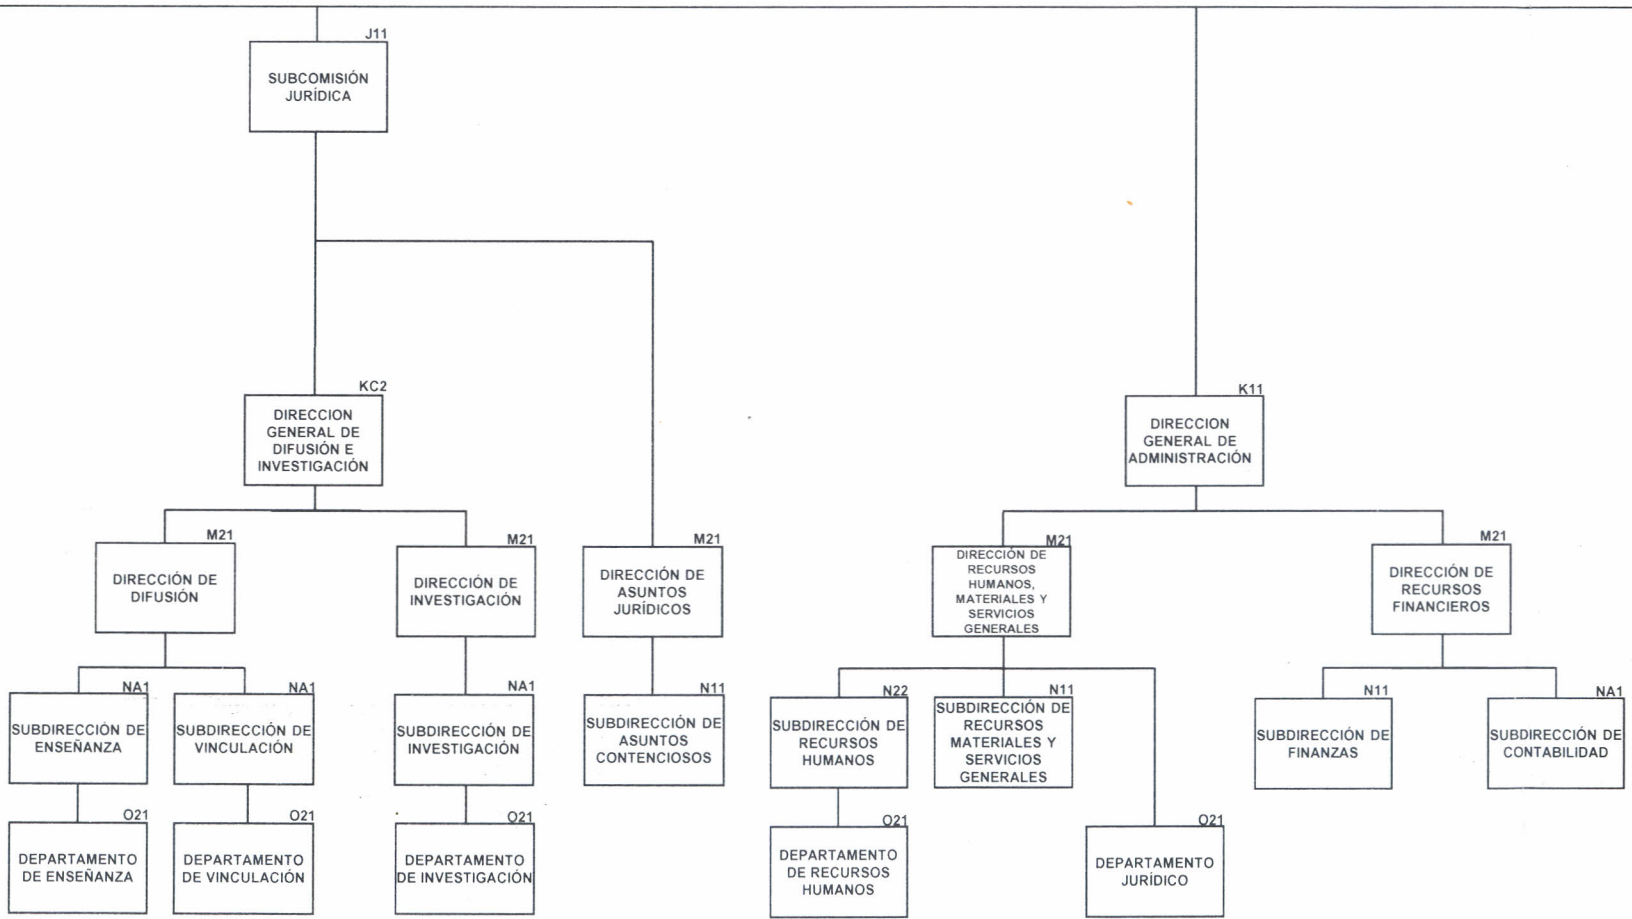 J11
SUBCOMISIÓN
JURÍDICA
KC2
DIRECCION
GENERAL DE
DIFUSIÓN E
INVESTIGACIÓN
K11
DIRECCION
GENERAL DE
ADMINISTRACIÓN
M21
DIRECCIÓN DE
DIFUSIÓN
M21
DIRECCIÓN DE
INVESTIGACIÓN
M21
DIRECCIÓN DE
ASUNTOS
JURÍDICOS
M21
DIRECCIÓN DE
RECURSOS
HUMANOS,
MATERIALES Y
SERVICIOS
GENERALES
M21
DIRECCIÓN DE
RECURSOS
FINANCIEROS
NA1
SUBDIRECCIÓN DE
ENSEÑANZA
NA1
SUBDIRECCIÓN DE
VINCULACIÓN
NA1
SUBDIRECCIÓN DE
INVESTIGACIÓN
N11
SUBDIRECCIÓN DE
ASUNTOS
CONTENCIOSOS
N22
SUBDIRECCIÓN DE
RECURSOS
HUMANOS
N11
SUBDIRECCIÓN DE
RECURSOS
MATERIALES Y
SERVICIOS
GENERALES
N11
SUBDIRECCIÓN DE
FINANZAS
NA1
SUBDIRECCIÓN DE
CONTABILIDAD
O21
DEPARTAMENTO
DE ENSEÑANZA
O21
DEPARTAMENTO
DE VINCULACIÓN
O21
DEPARTAMENTO
DE INVESTIGACIÓN
O21
DEPARTAMENTO
DE RECURSOS
HUMANOS
O21
DEPARTAMENTO
JURÍDICO